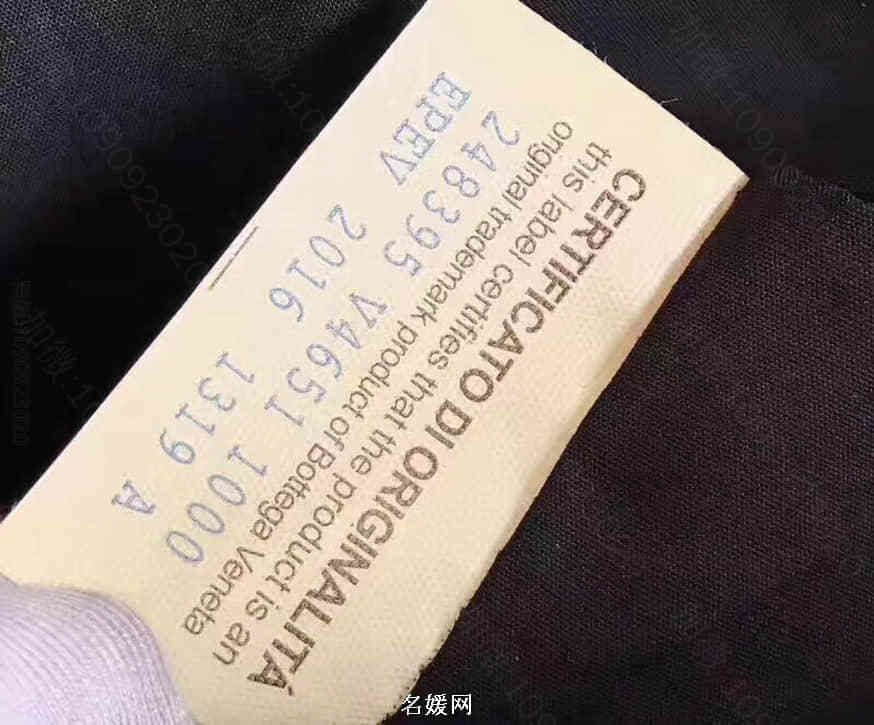 CERTIFICATO DI ORIGINALITÁ
this label certifies that the product is an
original trademark product of Bottega Veneta
248395 V4651 1000
EPEV 2016 1319 A
名媛网